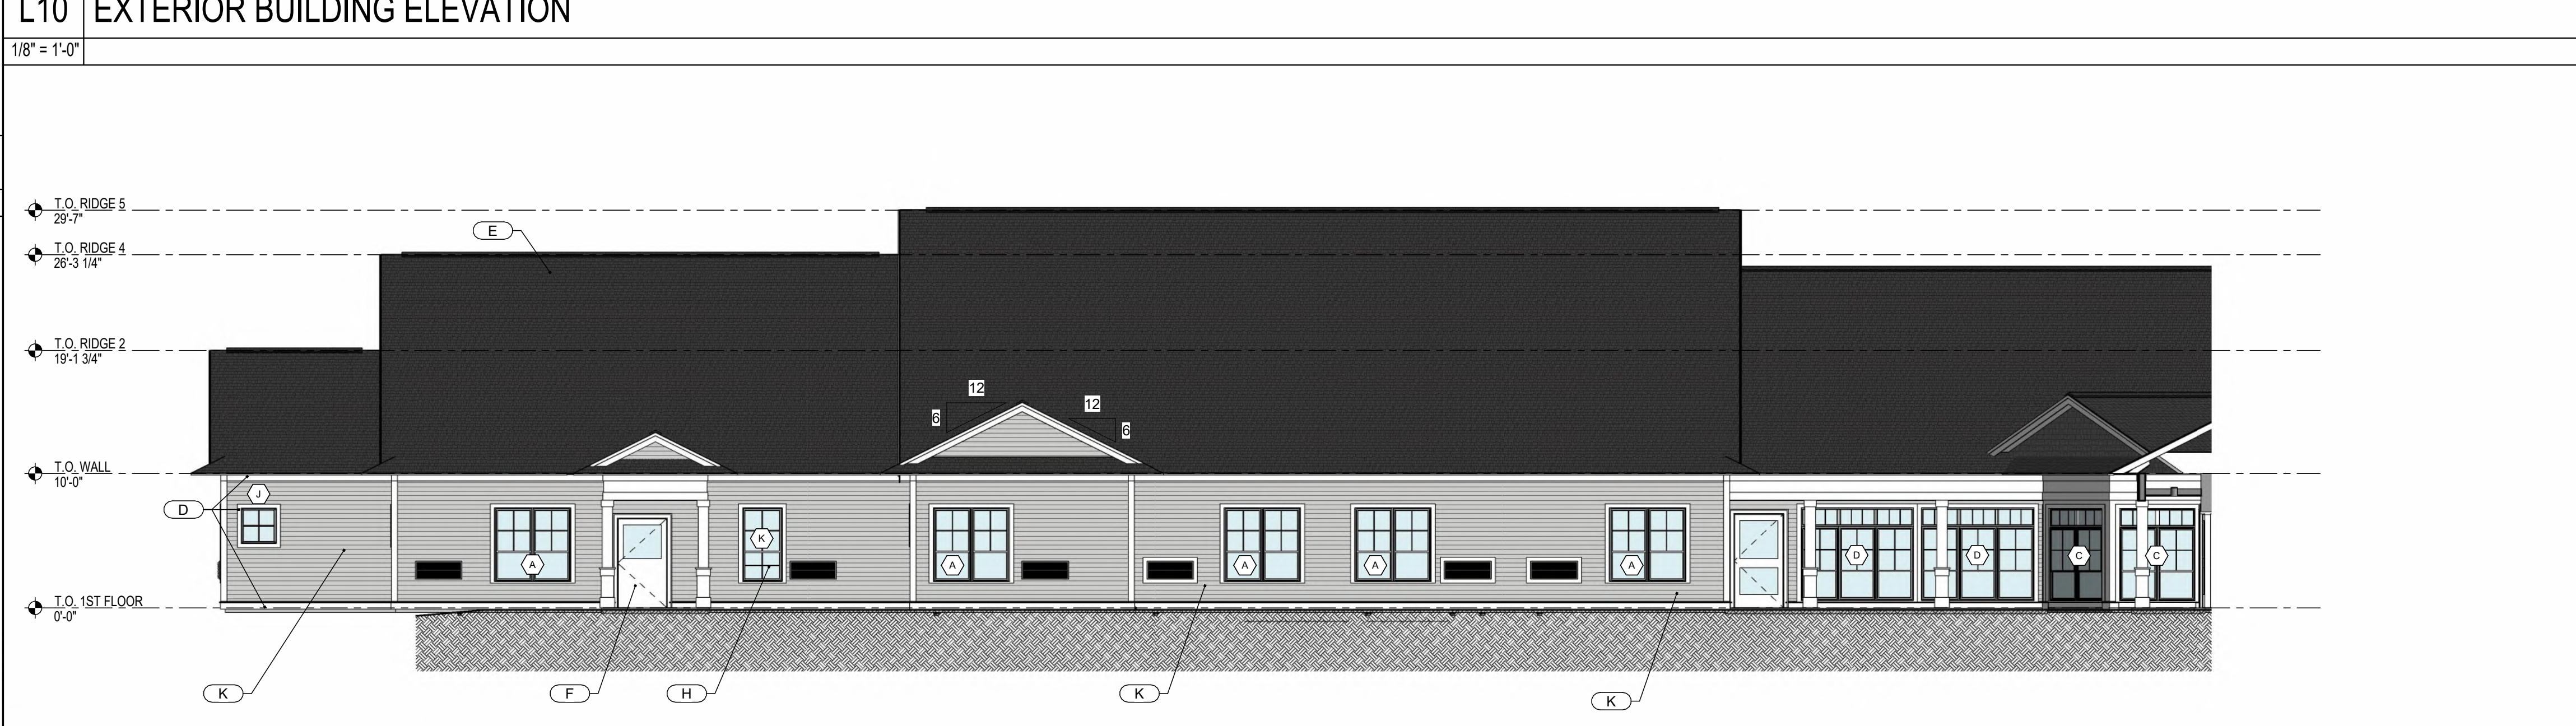 L10 EXTERIOR BUILDING ELEVATION
1/8" = 1'-0"
T.O. RIDGE 5
29'-7"
E
T.O. RIDGE 4
26'-3 1/4"
T.O. RIDGE 2
19'-1 3/4"
12
12
6
6
T.O. WALL
10'-0"
J
D
K
A
A
A
A
A
D
D
C
C
T.O. 1ST FLOOR
0'-0"
K
F
H
K
K